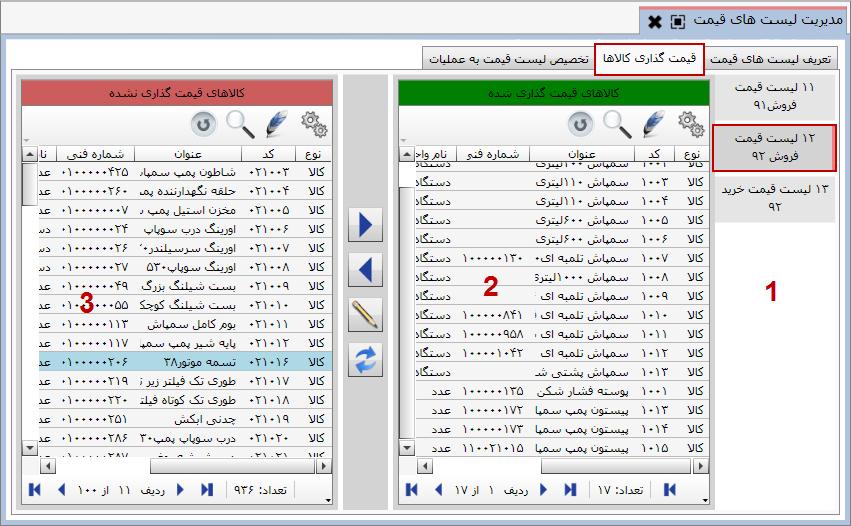 مدیریت لیست های قیمت
تعریف لیست های قیمت
قیمت گذاری کالاها
تخصیص لیست قیمت به عملیات
۱۱ لیست قیمت
فروش۹۱
۱۲ لیست قیمت
فروش ۹۲
۱۳ لیست قیمت خرید
۹۲
1
کالاهای قیمت گذاری شده
نوع کد عنوان شماره فنی نام واح
کالا ۱۰۰۱ سمپاش ۱۱۰لیتری دستگاه
کالا ۱۰۰۳ سمپاش ۱۱۰لیتری دستگاه
کالا ۱۰۰۴ سمپاش ۶۰۰لیتری دستگاه
کالا ۱۰۰۵ سمپاش ۶۰۰لیتری دستگاه
کالا ۱۰۰۶ سمپاش ۶۰۰لیتری دستگاه
کالا ۱۰۰۷ سمپاش تلمبه ای ۱۰۰۰۰۰۱۳۰ دستگاه
کالا ۱۰۰۸ سمپاش ۱۰۰۰لیتری دستگاه
کالا ۱۰۰۹ سمپاش تلمبه ای دستگاه
کالا ۱۰۱۰ سمپاش تلمبه ای ۱۰۰۰۰۰۸۴۱ دستگاه
کالا ۱۰۱۱ سمپاش تلمبه ای ۱۰۰۰۰۰۹۵۸ دستگاه
کالا ۱۰۱۲ سمپاش تلمبه ای ۱۰۰۰۰۱۰۴۲ دستگاه
کالا ۱۰۱۳ سمپاش پشتی دستگاه
کالا ۱۰۰۱ پوسته فشار شکن ۱۰۰۰۰۰۱۳۵ عدد
کالا ۱۰۱۳ پیستون پمپ سمپا ۱۰۰۰۰۰۱۷۲ عدد
کالا ۱۰۱۴ پیستون پمپ سمپا ۱۰۰۰۰۰۱۷۳ عدد
کالا ۱۰۱۵ پیستون پمپ سمپا ۱۱۰۰۲۱۰۱۵ عدد
2
تعداد: ۱۷ ردیف ۱ از ۱۷
کالاهای قیمت گذاری نشده
نوع کد عنوان شماره فنی نا
کالا ۰۲۱۰۰۳ شاطون پمپ سمپاش ۰۱۰۰۰۰۰۴۲۵ عد
کالا ۰۲۱۰۰۴ حلقه نگهدارنده پم ۰۱۰۰۰۰۰۲۶۰ عد
کالا ۰۲۱۰۰۵ مخزن استیل پمپ ۰۱۰۰۰۰۰۰۰۷ عد
کالا ۰۲۱۰۰۶ اورینگ درب سوپاپ ۰۱۰۰۰۰۰۰۲۴ دس
کالا ۰۲۱۰۰۷ اورینگ سرسیلندر ۰۱۰۰۰۰۰۰۲۶ دس
کالا ۰۲۱۰۰۸ اورینگ سوپاپ۵۳۰ ۰۱۰۰۰۰۰۰۲۷ دس
کالا ۰۲۱۰۰۹ بست شیلنگ بزرگ ۰۱۰۰۰۰۰۰۴۹ عد
کالا ۰۲۱۰۱۰ بست شیلنگ کوچک ۰۱۰۰۰۰۰۰۵۵ عد
کالا ۰۲۱۰۱۱ بوم کامل سمپاش ۰۱۰۰۰۰۰۱۱۳ عد
کالا ۰۲۱۰۱۲ پایه شیر پمپ سمپا ۰۱۰۰۰۰۰۱۱۷ عد
کالا ۰۲۱۰۱۶ تسمه موتور۳۸ ۰۱۰۰۰۰۰۲۰۶ عد
کالا ۰۲۱۰۱۷ طوری تک فیلتر زیر ۰۱۰۰۰۰۰۲۱۹ عد
کالا ۰۲۱۰۱۸ طوری تک کوتاه فیلت ۰۱۰۰۰۰۰۲۲۰ عد
کالا ۰۲۱۰۱۹ چدنی ابکش ۰۱۰۰۰۰۰۲۵۱ عد
کالا ۰۲۱۰۲۰ درب سوپاپ پمپ۳۰ ۰۱۰۰۰۰۰۲۸۶ عد
3
تعداد: ۹۳۶ ردیف ۱۱ از ۱۰۰